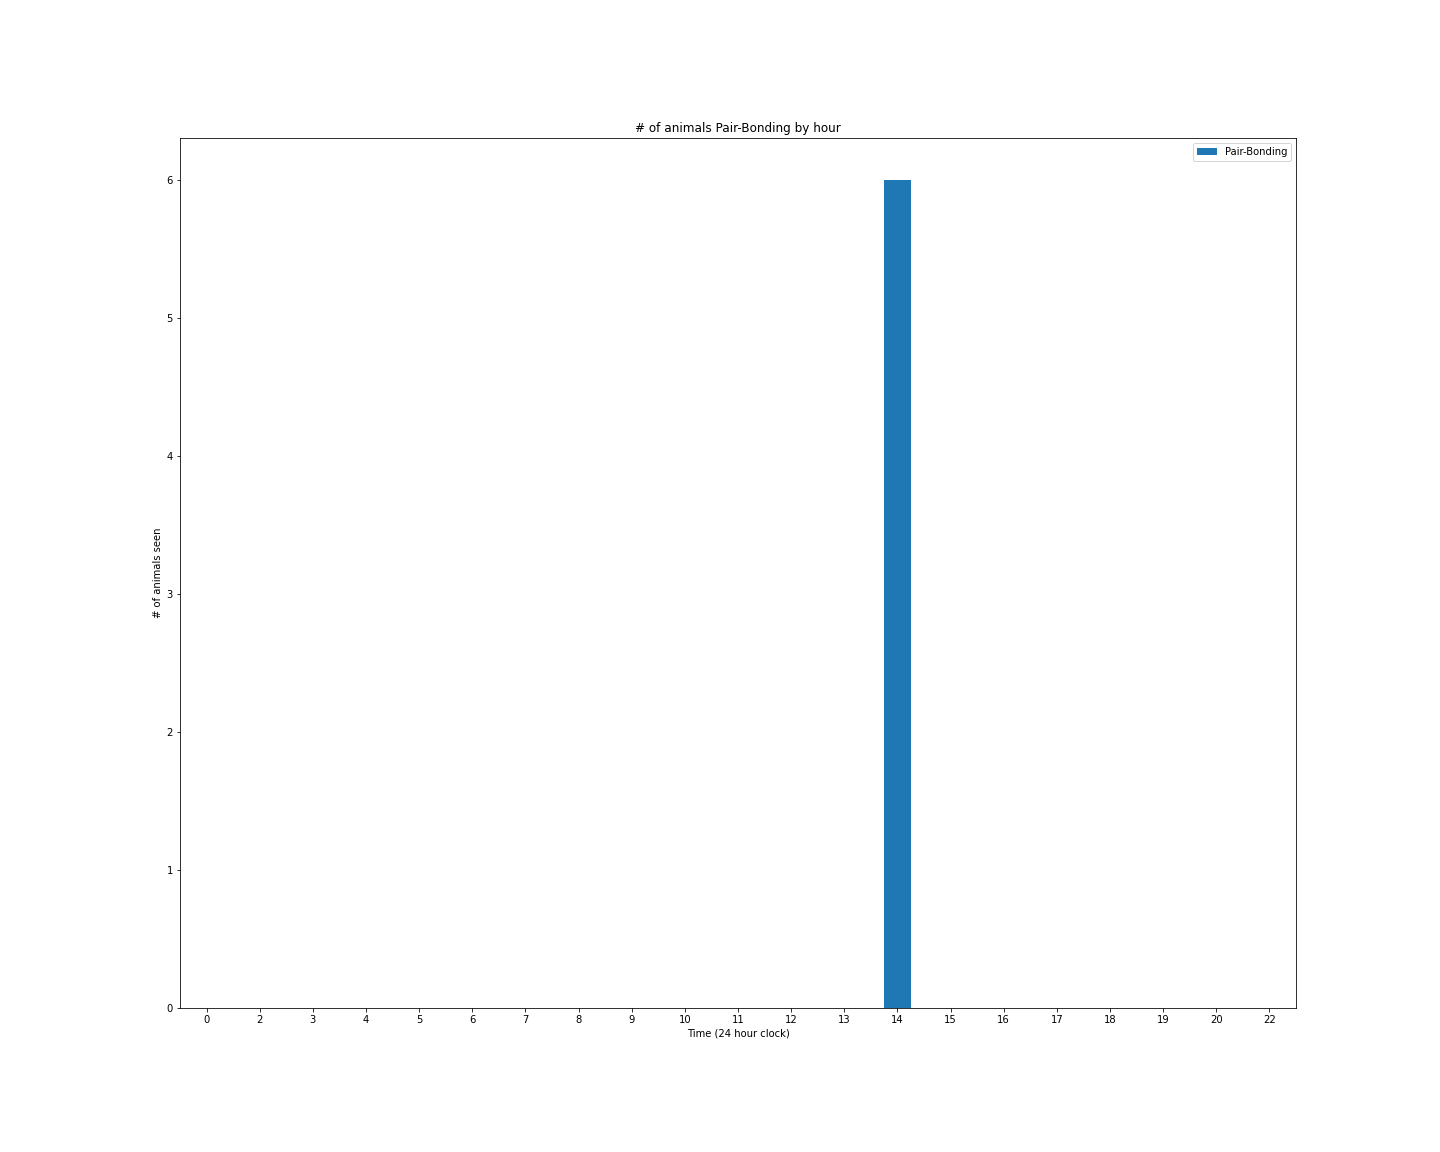 # of animals Pair-Bonding by hour
Pair-Bonding
6
5
4
3
2
1
0
# of animals seen
0 2 3 4 5 6 7 8 9 10 11 12 13 14 15 16 17 18 19 20 22
Time (24 hour clock)